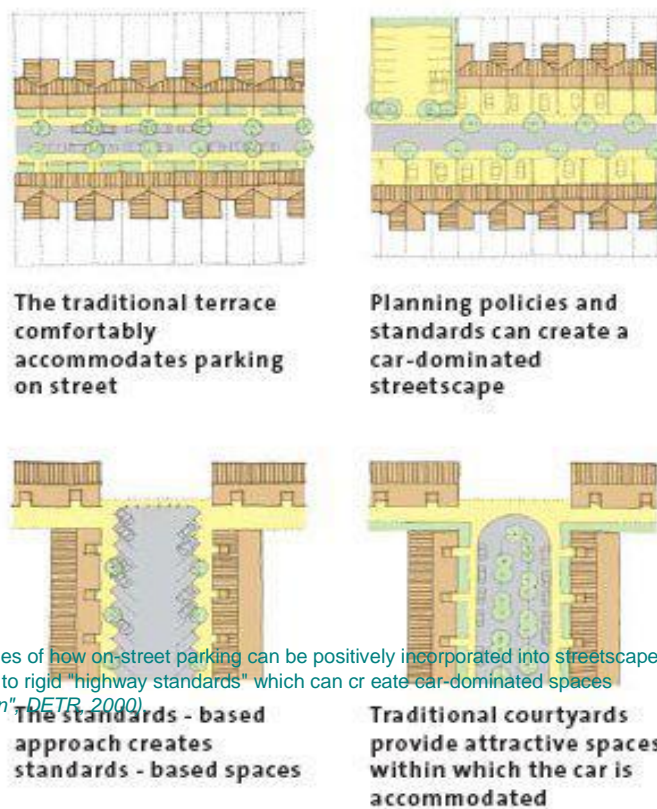 The traditional terrace
comfortably
accommodates parking
on street
Planning policies and
standards can create a
car-dominated
streetscape
es of how on-street parking can be positively incorporated into streetscape
to rigid "highway standards" which can cr eate car-dominated spaces
n", DETR, 2000)
The standards - based
approach creates
standards - based spaces
Traditional courtyards
provide attractive spaces
within which the car is
accommodated